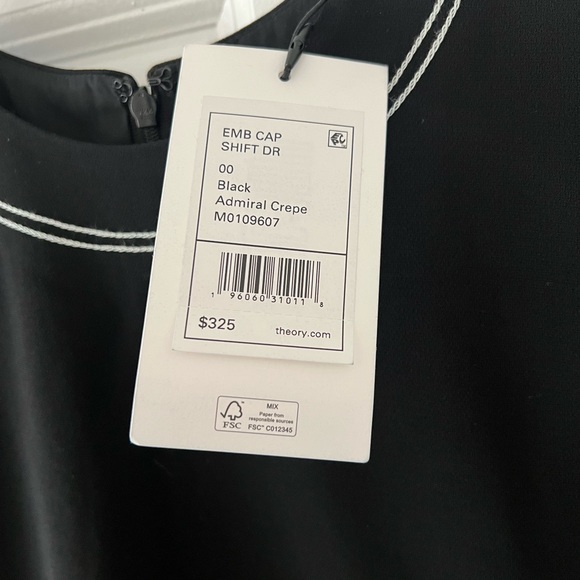 EMB CAP
SHIFT DR
00
Black
Admiral Crepe
M0109607
1 96060 31011 8
$325 theory.com
MIX
Paper from
responsible sources
FSC FSC® C012345